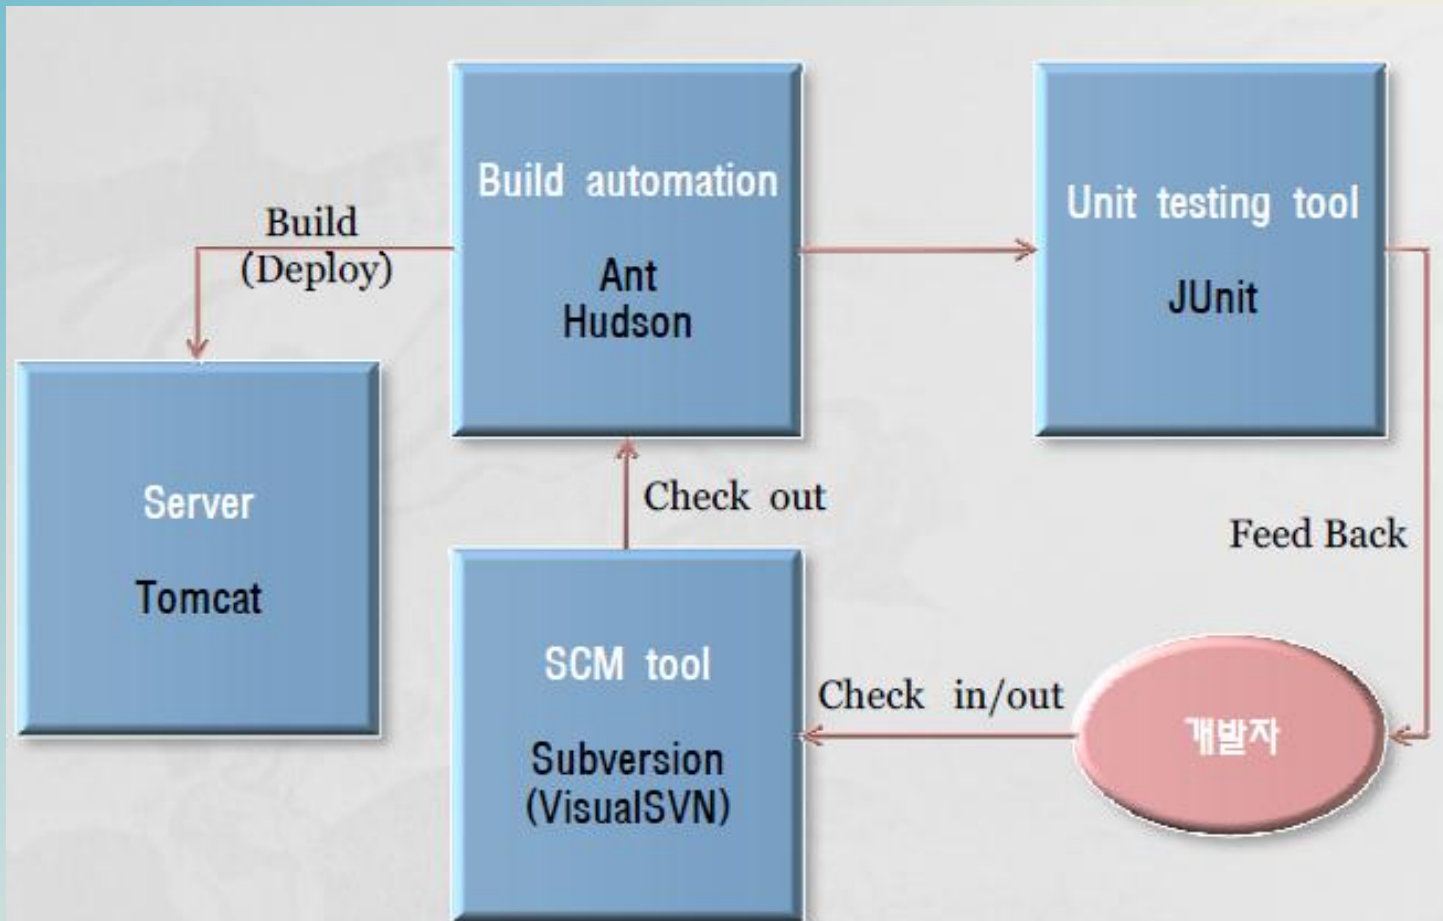 Build automation
Ant
Hudson
Unit testing tool
JUnit
Build
(Deploy)
Server
Tomcat
Check out
Feed Back
SCM tool
Subversion
(VisualSVN)
Check in/out
개발자